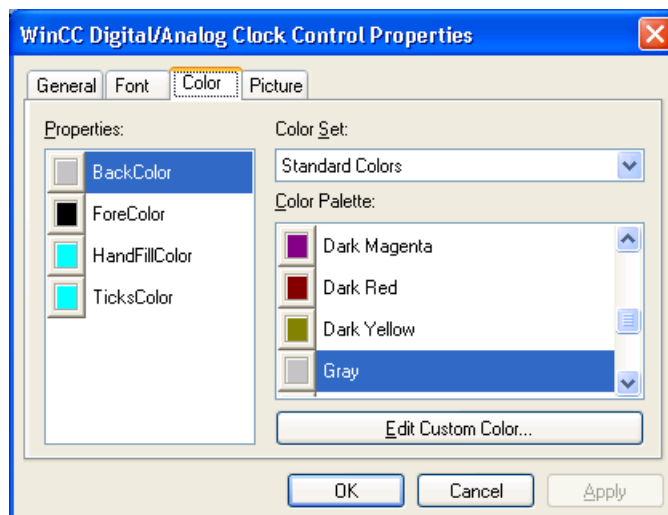 WinCC Digital/Analog Clock Control Properties
General Font Color Picture
Properties:
BackColor
ForeColor
HandFillColor
TicksColor
Color Set:
Standard Colors
Color Palette:
Dark Magenta
Dark Red
Dark Yellow
Gray
Edit Custom Color...
OK Cancel Apply